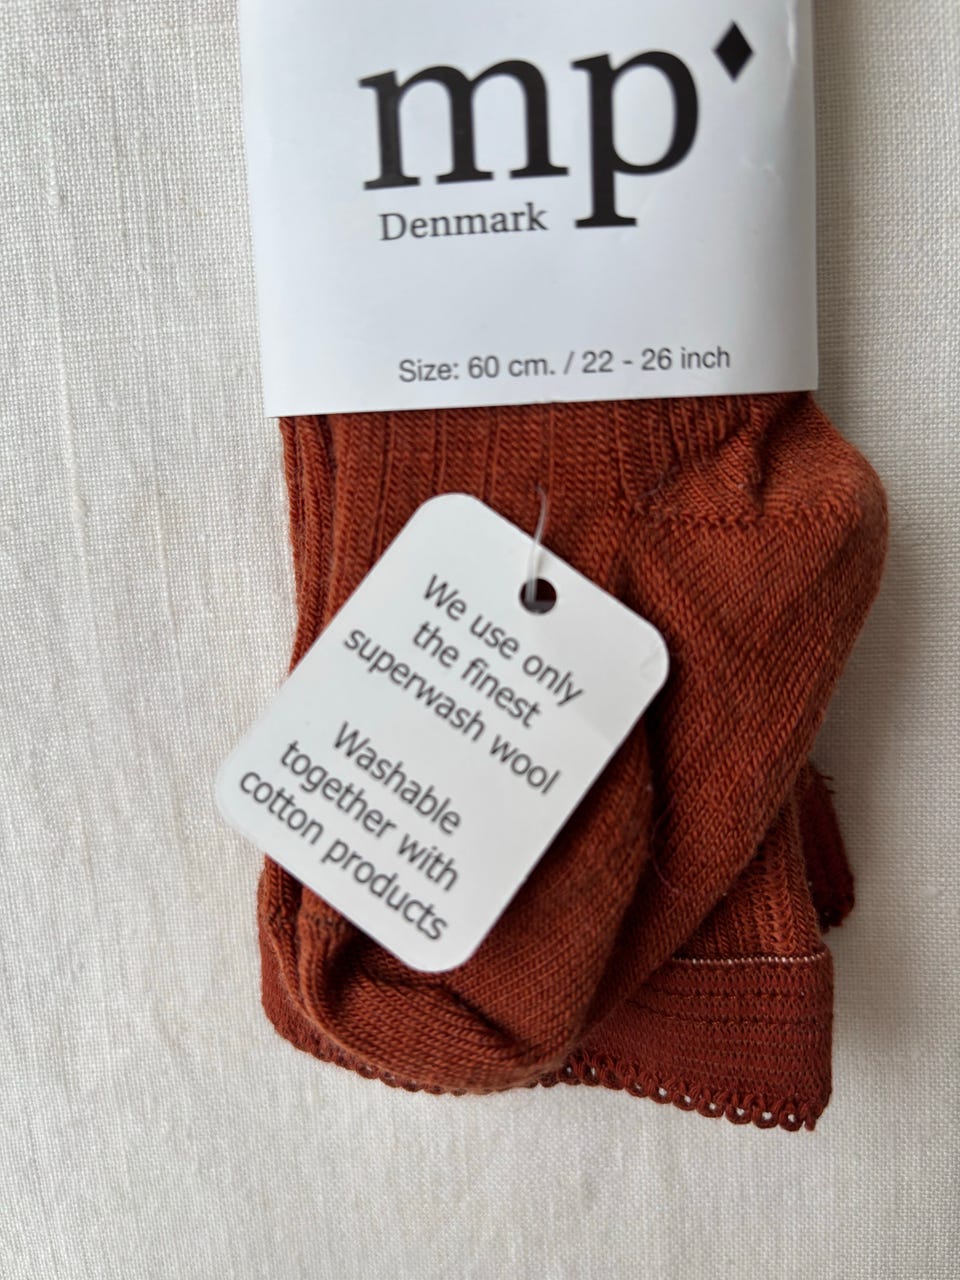 mp
Denmark
Size: 60 cm. / 22 - 26 inch
We use only
the finest
superwash wool
Washable
together with
cotton products